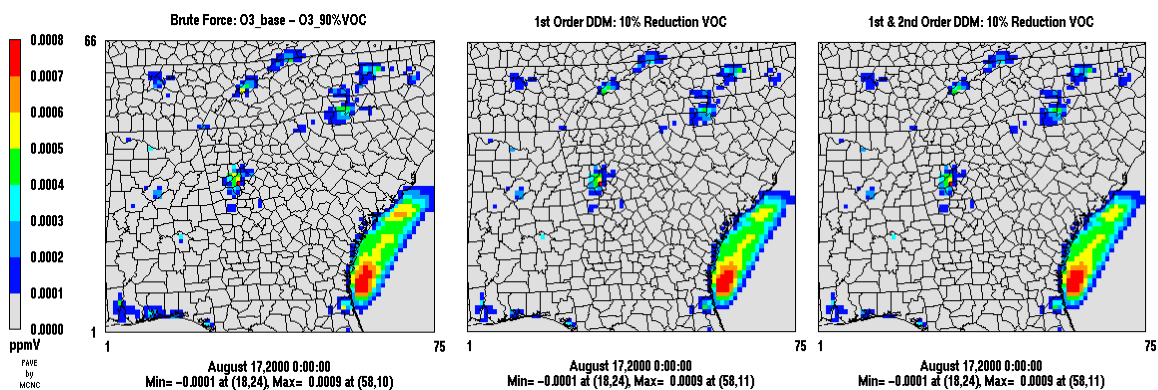 Brute Force: O3_base – O3_90%VOC
1st Order DDM: 10% Reduction VOC
1st & 2nd Order DDM: 10% Reduction VOC
0.0008
0.0007
0.0006
0.0005
0.0004
0.0003
0.0002
0.0001
0.0000
ppmV
PAVE
by
MCNC
66
1
1
75
August 17,2000 0:00:00
Min= –0.0001 at (18,24), Max= 0.0009 at (58,10)
1
75
August 17,2000 0:00:00
Min= –0.0001 at (18,24), Max= 0.0009 at (58,11)
1
75
August 17,2000 0:00:00
Min= –0.0001 at (18,24), Max= 0.0009 at (58,11)